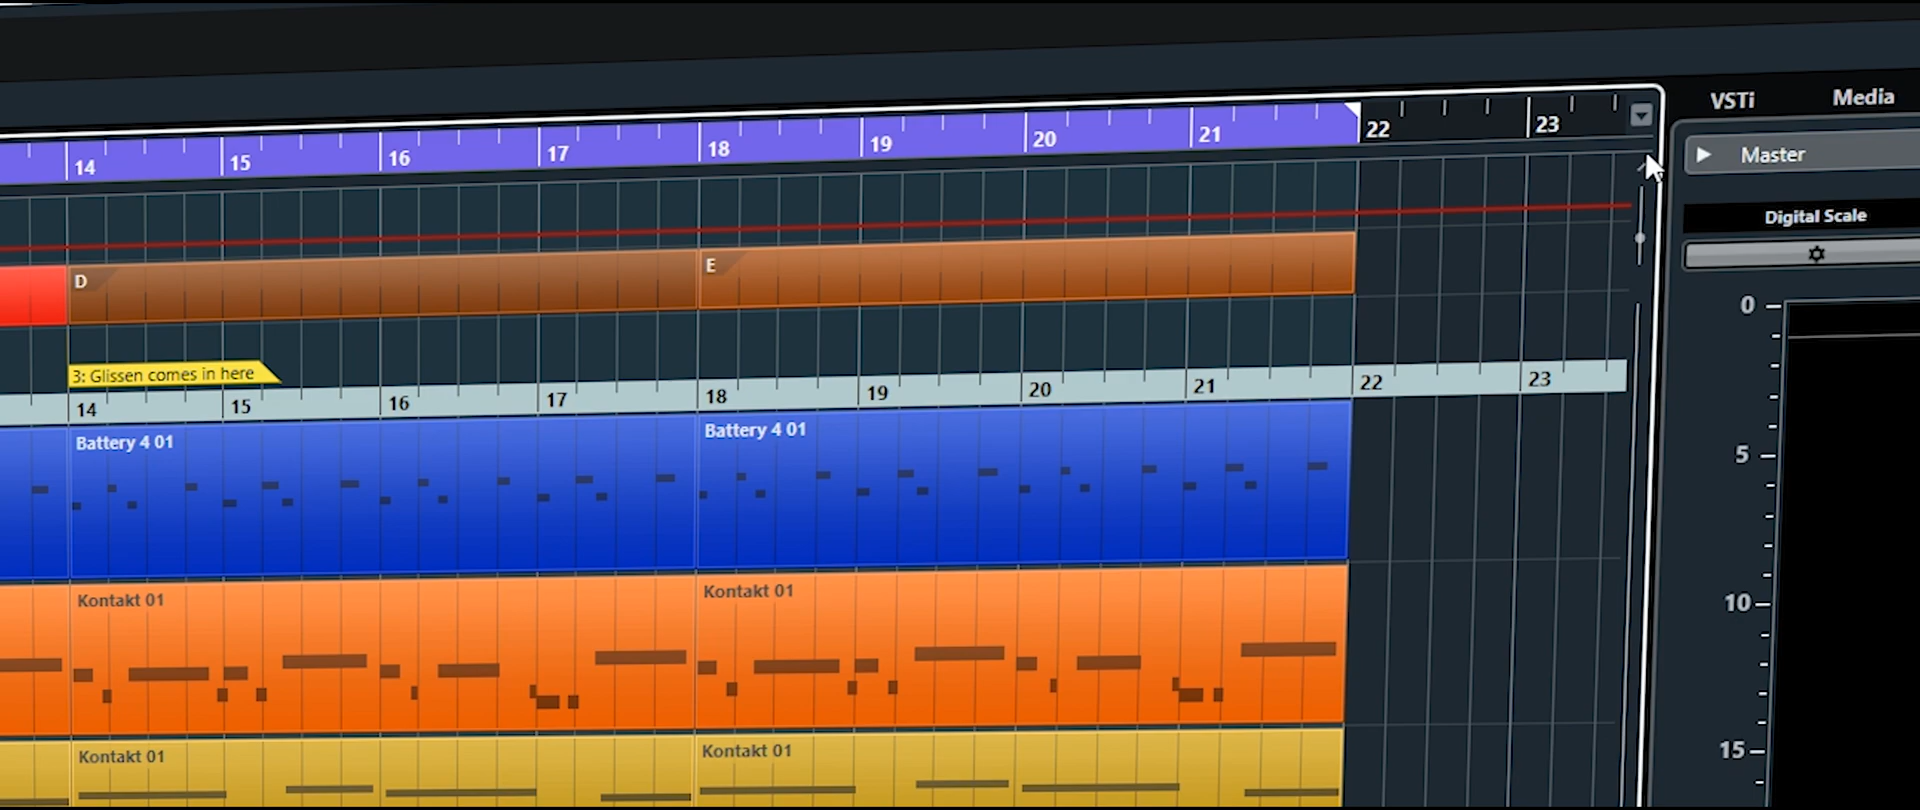 VSTi Media
14 15 16 17 18 19 20 21 22 23
Master
Digital Scale
D E
3: Glissen comes in here
14 15 16 17 18 19 20 21 22 23
Battery 4 01 Battery 4 01
Kontakt 01 Kontakt 01
Kontakt 01 Kontakt 01
0
5
10
15